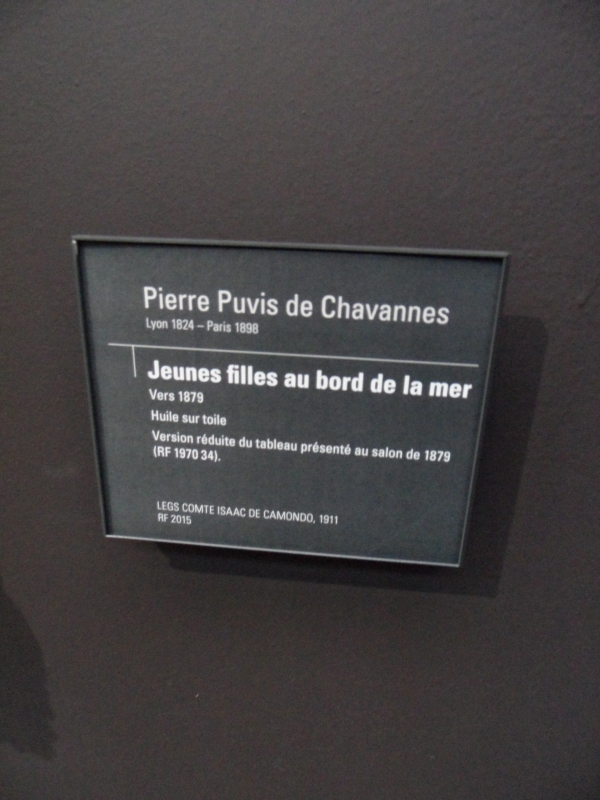 Pierre Puvis de Chavannes
Lyon 1824 – Paris 1898
Jeunes filles au bord de la mer
Vers 1879
Huile sur toile
Version réduite du tableau présenté au salon de 1879
(RF 1970 34).
LEGS COMTE ISAAC DE CAMONDO, 1911
RF 2015